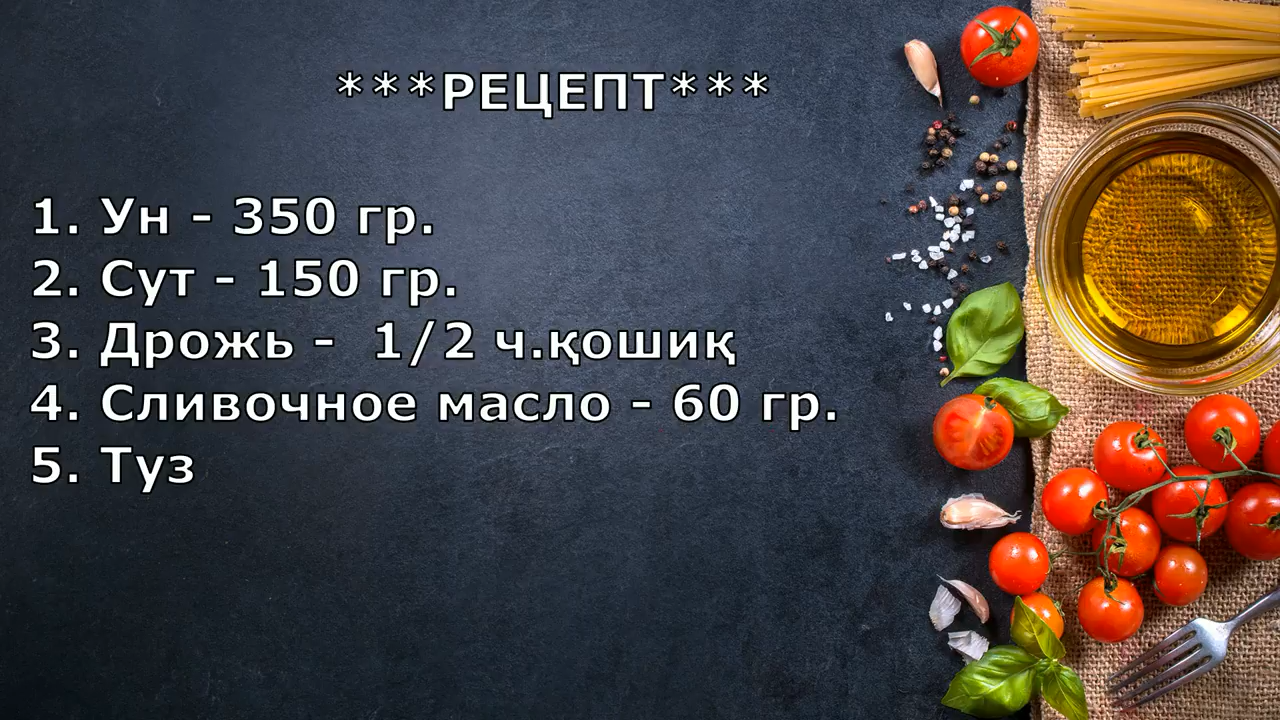 ***РЕЦЕПТ***
1. Ун - 350 гр.
2. Сут - 150 гр.
3. Дрожь - 1/2 ч.қошиқ
4. Сливочное масло - 60 гр.
5. Туз